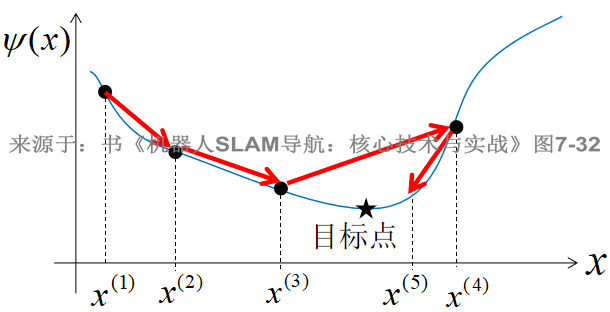 ψ(x)
来源于：书《机器人SLAM导航：核心技术与实战》图7-32
目标点
x
x⁽¹⁾ x⁽²⁾ x⁽³⁾ x⁽⁵⁾ x⁽⁴⁾